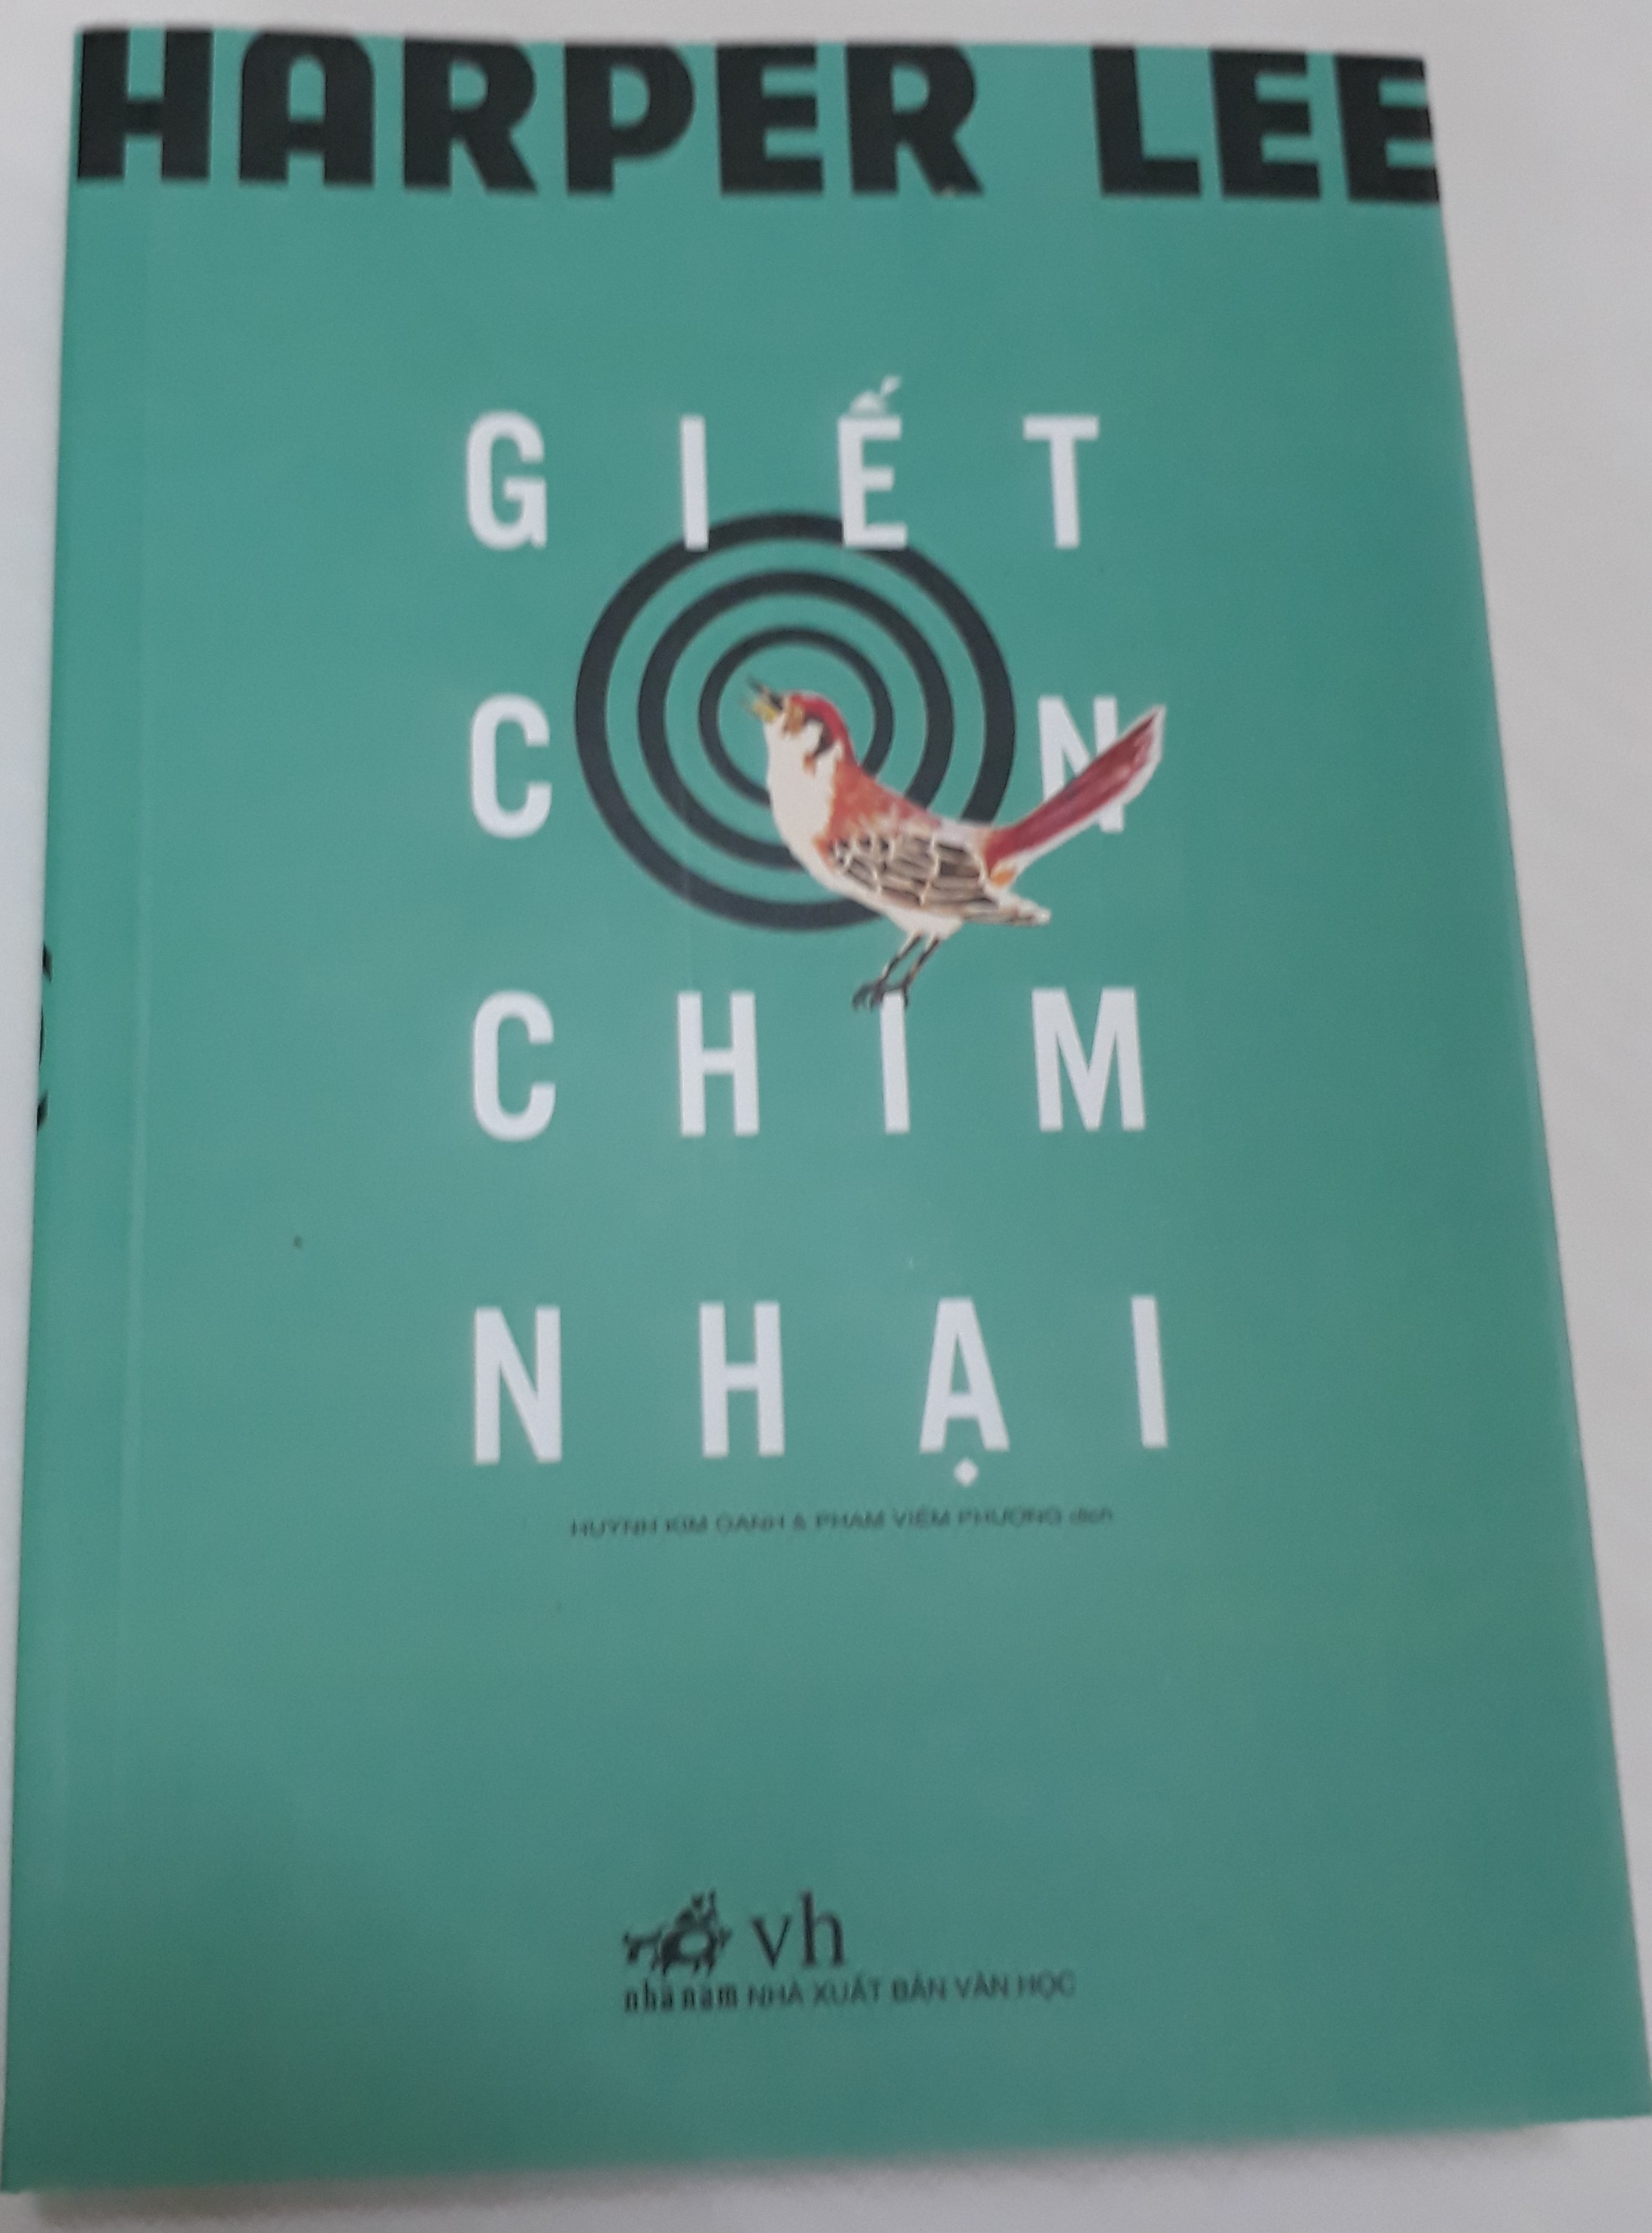 HARPER LEE
GIẾT
CON
CHIM
NHẠI
HUỲNH KIM OANH & PHẠM VIÊM PHƯƠNG dịch
vh
nhã nam NHÀ XUẤT BẢN VĂN HỌC